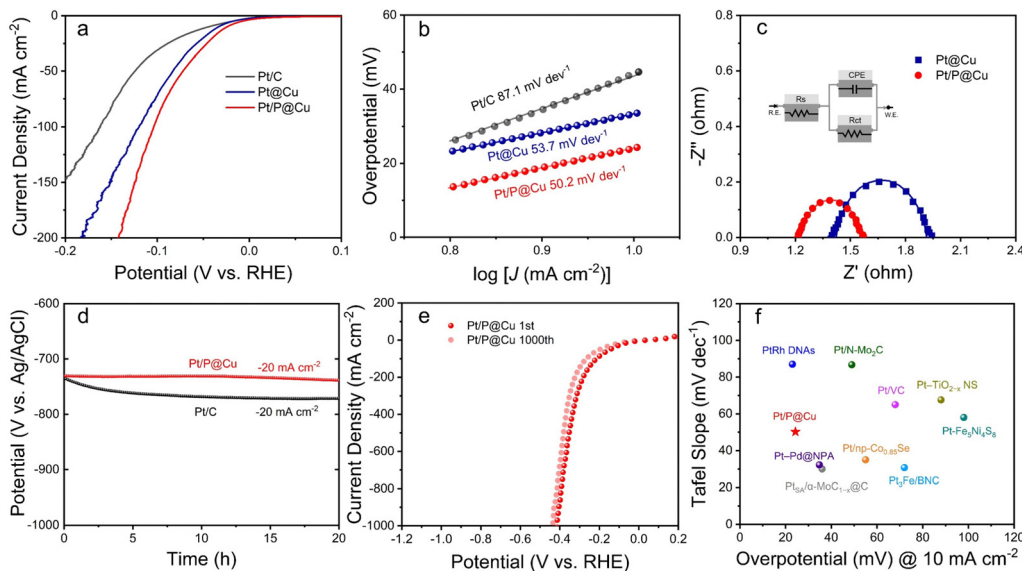 a
Pt/C
Pt@Cu
Pt/P@Cu
Current Density (mA cm-2)
0
-50
-100
-150
-200
-0.2
-0.1
0.0
0.1
Potential (V vs. RHE)
b
Pt/C 87.1 mV dev-1
Pt@Cu 53.7 mV dev-1
Pt/P@Cu 50.2 mV dev-1
Overpotential (mV)
60
40
20
0
0.8
0.9
1.0
log [J (mA cm-2)]
c
Pt@Cu
Pt/P@Cu
CPE
Rs
R.E.
W.E.
Rct
-Z" (ohm)
0.8
0.6
0.4
0.2
0.0
0.9
1.2
1.5
1.8
2.1
2.4
Z' (ohm)
d
Pt/P@Cu
-20 mA cm-2
Pt/C
-20 mA cm-2
Potential (V vs. Ag/AgCl)
-600
-700
-800
-900
-1000
0
5
10
15
20
Time (h)
e
Pt/P@Cu 1st
Pt/P@Cu 1000th
Current Density (mA cm-2)
200
0
-200
-400
-600
-800
-1000
-1.2
-1.0
-0.8
-0.6
-0.4
-0.2
0.0
0.2
Potential (V vs. RHE)
f
PtRh DNAs
Pt/N-Mo2C
Pt/VC
Pt–TiO2-x NS
Pt/P@Cu
Pt-Fe5Ni4S8
Pt–Pd@NPA
Pt/np-Co0.85Se
PtSA/α-MoC1-x@C
Pt3Fe/BNC
Tafel Slope (mV dec-1)
120
100
80
60
40
20
0
0
20
40
60
80
100
120
Overpotential (mV) @ 10 mA cm-2